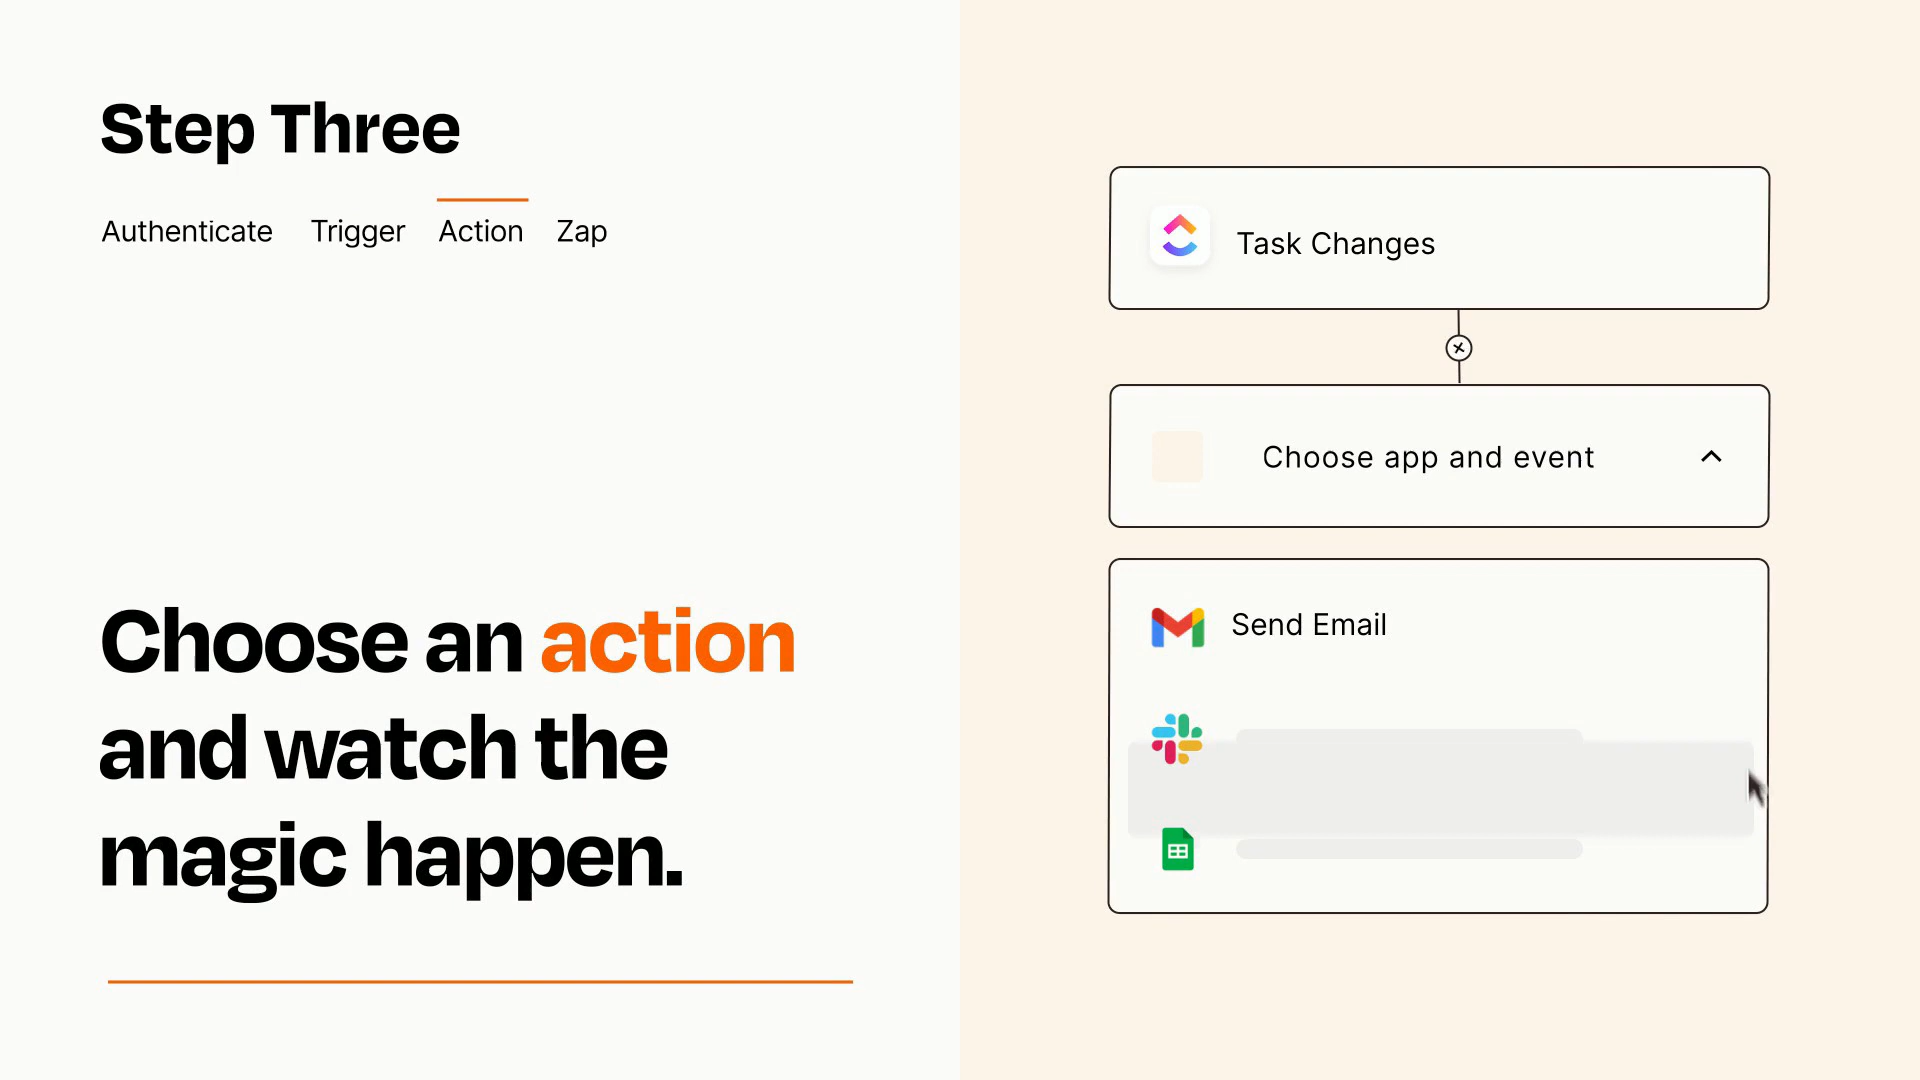 Step Three
Authenticate Trigger Action Zap
Choose an action
and watch the
magic happen.
Task Changes
Choose app and event
Send Email